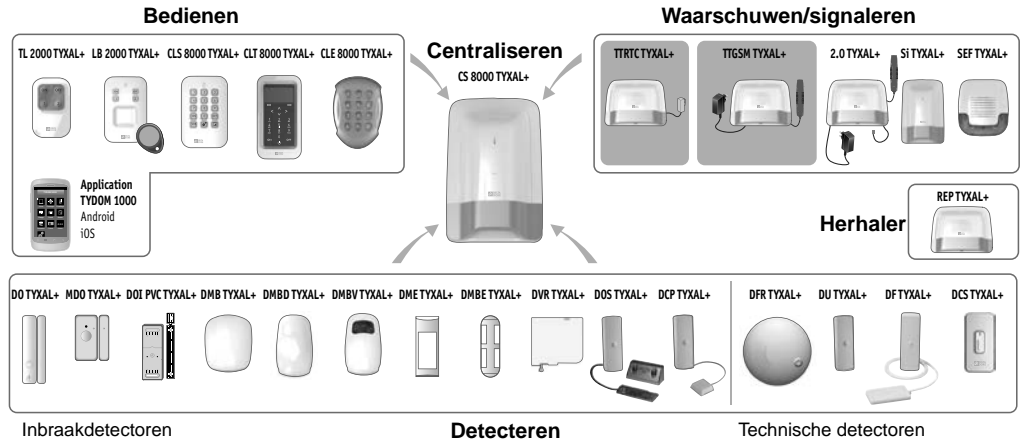 Bedienen
TL 2000 TYXAL+ LB 2000 TYXAL+ CLS 8000 TYXAL+ CLT 8000 TYXAL+ CLE 8000 TYXAL+
Application
TYDOM 1000
Android
iOS
Centraliseren
CS 8000 TYXAL+
Waarschuwen/signaleren
TTRTC TYXAL+ TTGSM TYXAL+ 2.0 TYXAL+ Si TYXAL+ SEF TYXAL+
Herhaler
REP TYXAL+
DO TYXAL+ MDO TYXAL+ DOI PVC TYXAL+ DMB TYXAL+ DMBD TYXAL+ DMBV TYXAL+ DME TYXAL+ DMBE TYXAL+ DVR TYXAL+ DOS TYXAL+ DCP TYXAL+ DFR TYXAL+ DU TYXAL+ DF TYXAL+ DCS TYXAL+
Inbraakdetectoren
Detecteren
Technische detectoren